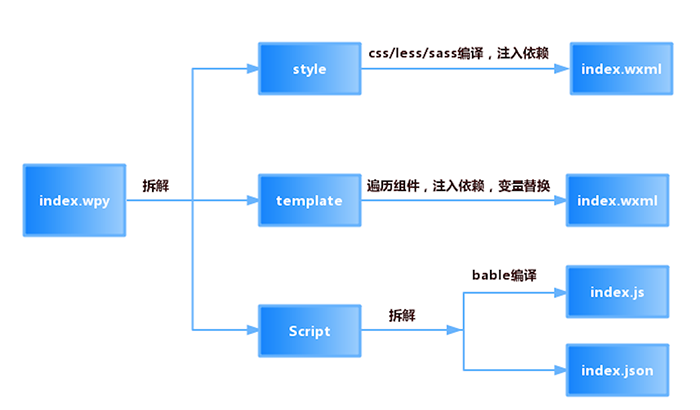 css/less/sass编译，注入依赖
style
index.wxml
拆解
遍历组件，注入依赖，变量替换
index.wpy
template
index.wxml
bable编译
index.js
拆解
Script
index.json